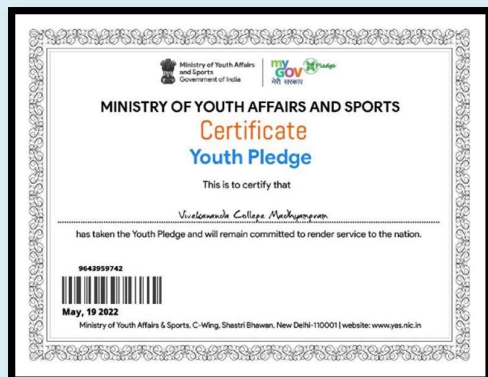 Ministry of Youth Affairs
and Sports
Government of India
my
GOV
मेरी सरकार
Pledge
MINISTRY OF YOUTH AFFAIRS AND SPORTS
Certificate
Youth Pledge
This is to certify that
Vivekananda College Madhyampram
has taken the Youth Pledge and will remain committed to render service to the nation.
9643959742
May, 19 2022
Ministry of Youth Affairs & Sports, C-Wing, Shastri Bhawan, New Delhi-110001 | website: www.yas.nic.in